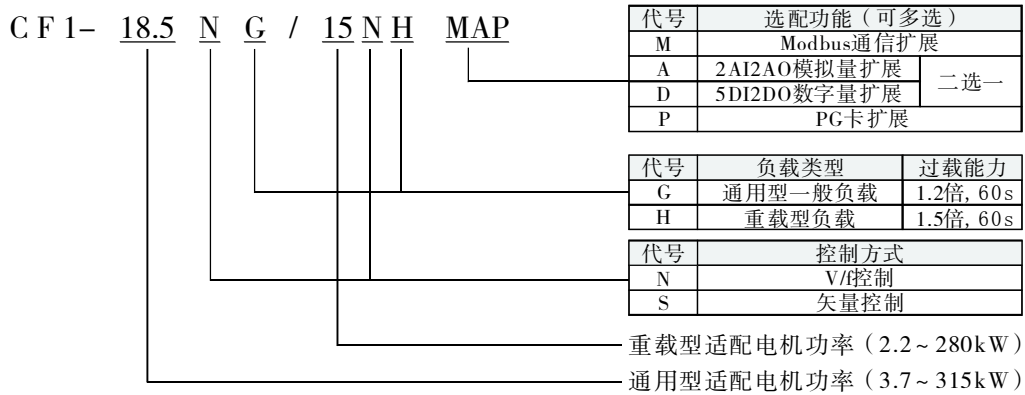 CF1- 18.5 N G / 15 N H MAP
代号 选配功能（可多选）
M Modbus通信扩展
A 2AI2AO模拟量扩展 二选一
D 5DI2DO数字量扩展
P PG卡扩展
代号 负载类型 过载能力
G 通用型一般负载 1.2倍, 60s
H 重载型负载 1.5倍, 60s
代号 控制方式
N V/f控制
S 矢量控制
重载型适配电机功率（2.2~280kW）
通用型适配电机功率（3.7~315kW）